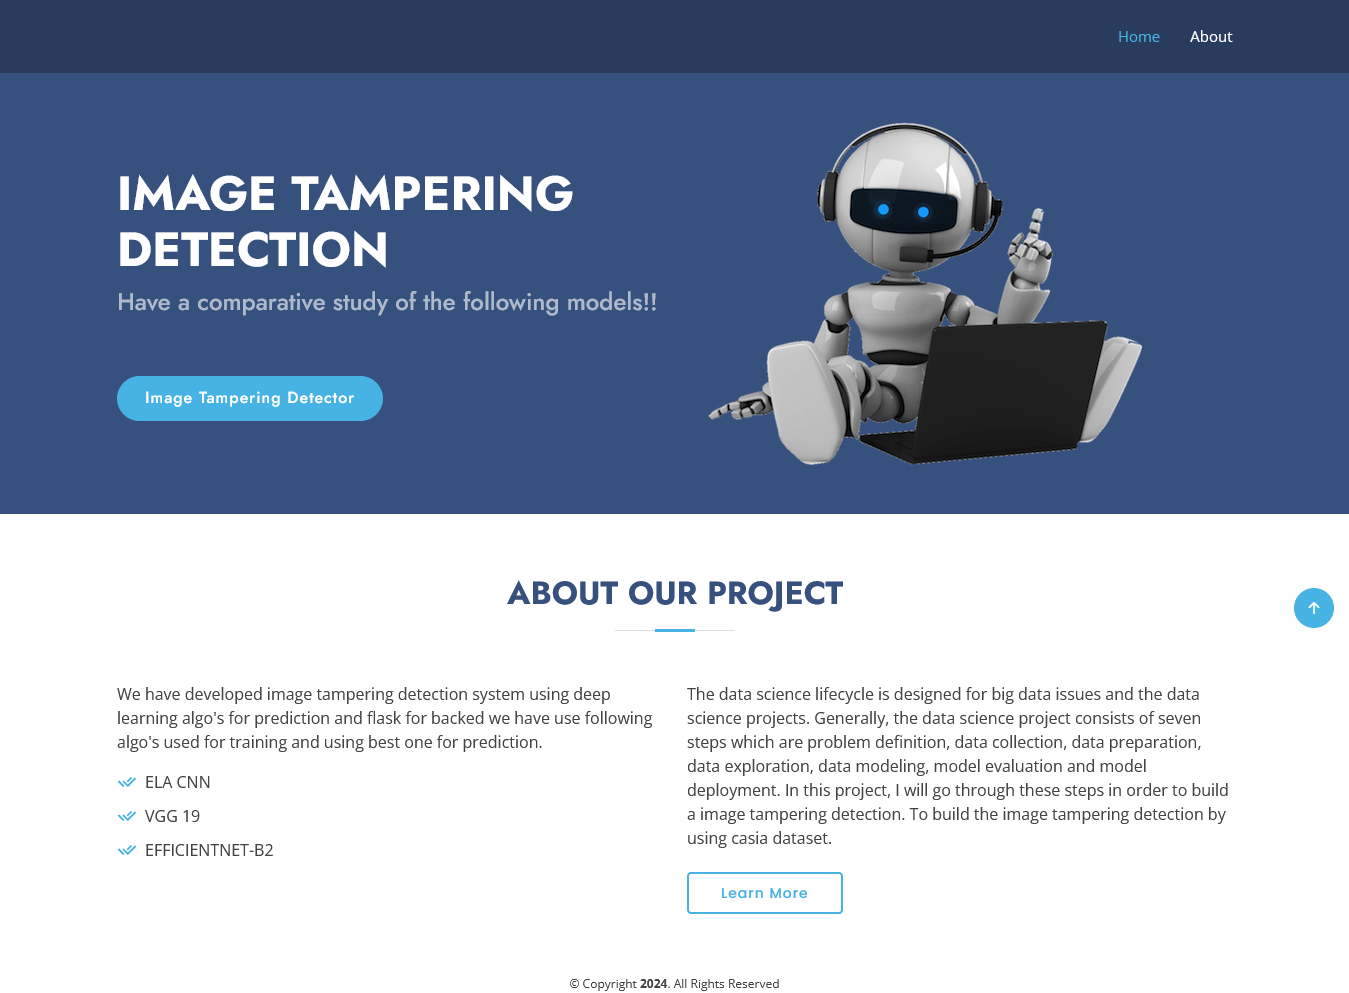 Home About
IMAGE TAMPERING
DETECTION
Have a comparative study of the following models!!
Image Tampering Detector
ABOUT OUR PROJECT
We have developed image tampering detection system using deep
learning algo's for prediction and flask for backed we have use following
algo's used for training and using best one for prediction.
ELA CNN
VGG 19
EFFICIENTNET-B2
The data science lifecycle is designed for big data issues and the data
science projects. Generally, the data science project consists of seven
steps which are problem definition, data collection, data preparation,
data exploration, data modeling, model evaluation and model
deployment. In this project, I will go through these steps in order to build
a image tampering detection. To build the image tampering detection by
using casia dataset.
Learn More
© Copyright 2024. All Rights Reserved